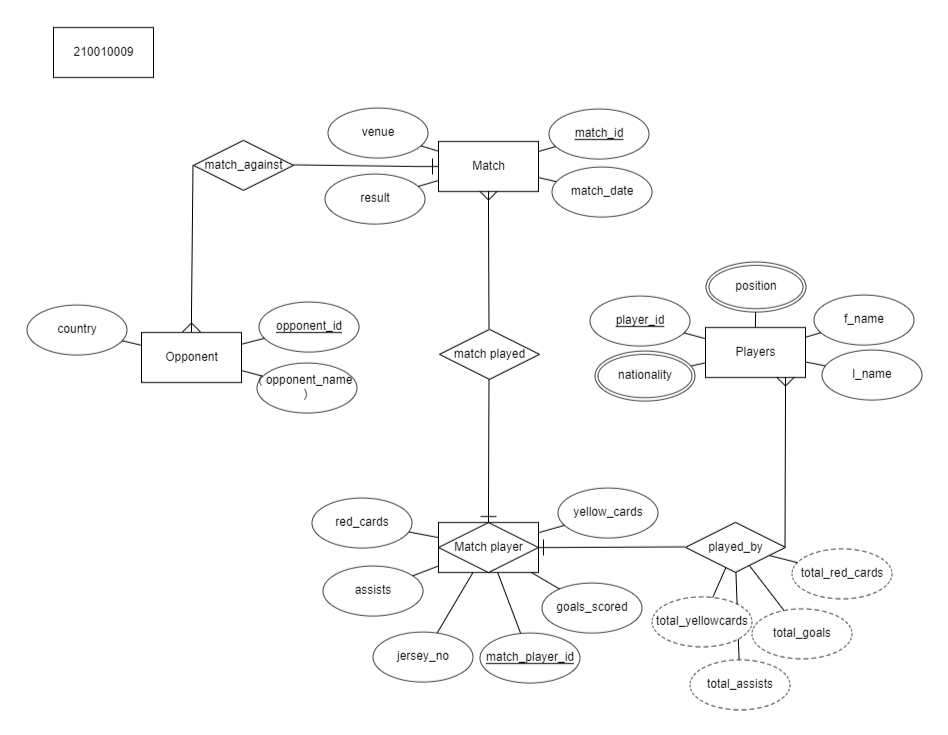 210010009
venue
match_id
match_against
Match
result
match_date
position
player_id
f_name
country
opponent_id
Opponent
match played
Players
nationality
l_name
( opponent_name
)
red_cards
yellow_cards
Match player
played_by
total_red_cards
assists
goals_scored
total_yellowcards
total_goals
jersey_no
match_player_id
total_assists